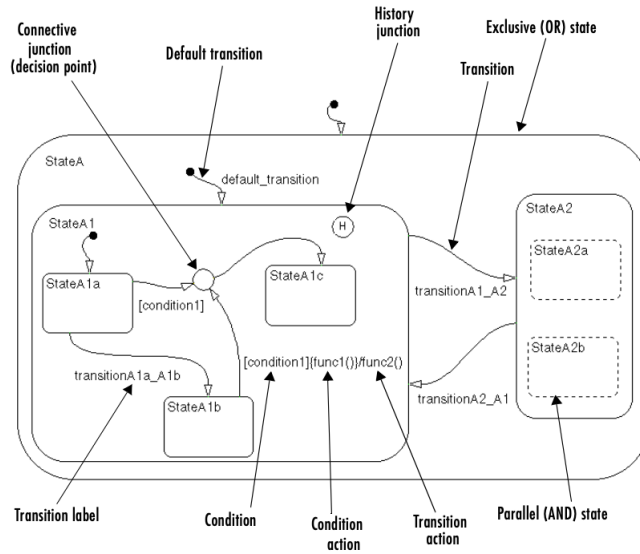 Connective
junction
(decision point)
Default transition
History
junction
Exclusive (OR) state
Transition
StateA
default_transition
StateA1
H
StateA2
StateA2a
StateA1a
StateA1c
[condition1]
transitionA1_A2
StateA2b
transitionA1a_A1b
[condition1]{func1()}/func2()
transitionA2_A1
StateA1b
Transition label
Condition
Condition
action
Transition
action
Parallel (AND) state